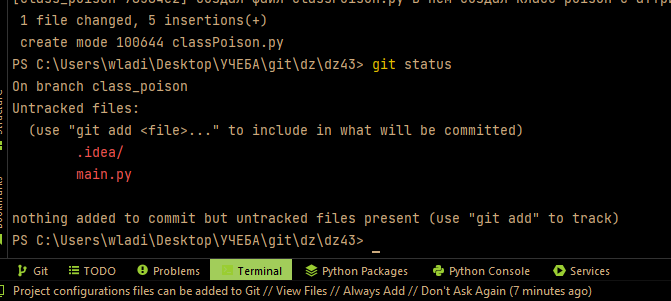 1 file changed, 5 insertions(+)
create mode 100644 classPoison.py
PS C:\Users\wladi\Desktop\УЧЕБА\git\dz\dz43> git status
On branch class_poison
Untracked files:
(use "git add <file>..." to include in what will be committed)
.idea/
main.py
nothing added to commit but untracked files present (use "git add" to track)
PS C:\Users\wladi\Desktop\УЧЕБА\git\dz\dz43>
Git TODO Problems Terminal Python Packages Python Console Services
Project configurations files can be added to Git // View Files // Always Add // Don't Ask Again (7 minutes ago)